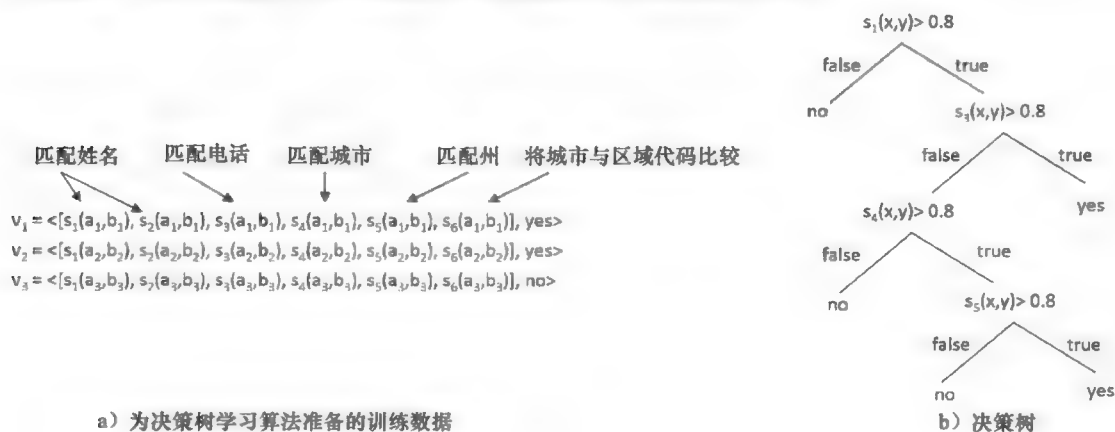 匹配姓名 匹配电话 匹配城市 匹配州 将城市与区域代码比较
v₁ = <[s₁(a₁,b₁), s₂(a₁,b₁), s₃(a₁,b₁), s₄(a₁,b₁), s₅(a₁,b₁), s₆(a₁,b₁)], yes>
v₂ = <[s₁(a₂,b₂), s₂(a₂,b₂), s₃(a₂,b₂), s₄(a₂,b₂), s₅(a₂,b₂), s₆(a₂,b₂)], yes>
v₃ = <[s₁(a₃,b₃), s₂(a₃,b₃), s₃(a₃,b₃), s₄(a₃,b₃), s₅(a₃,b₃), s₆(a₃,b₃)], no>
a）为决策树学习算法准备的训练数据
s₁(x,y)> 0.8
false true
no s₃(x,y)> 0.8
false true
s₄(x,y)> 0.8 yes
false true
no s₅(x,y)> 0.8
false true
no yes
b）决策树